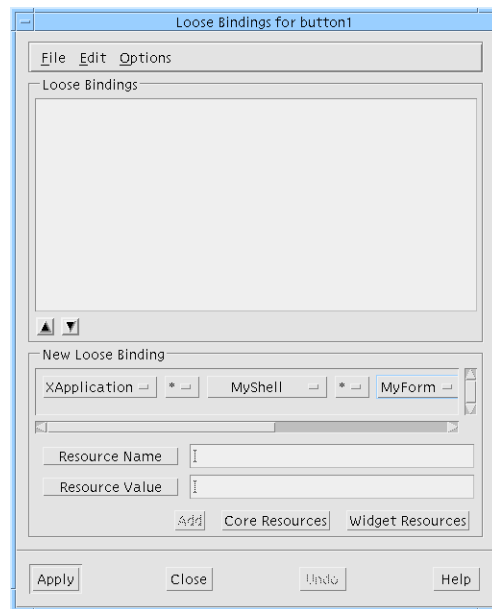 Loose Bindings for button1
File Edit Options
Loose Bindings
New Loose Binding
XApplication * MyShell * MyForm
Resource Name
Resource Value
Add Core Resources Widget Resources
Apply Close Undo Help